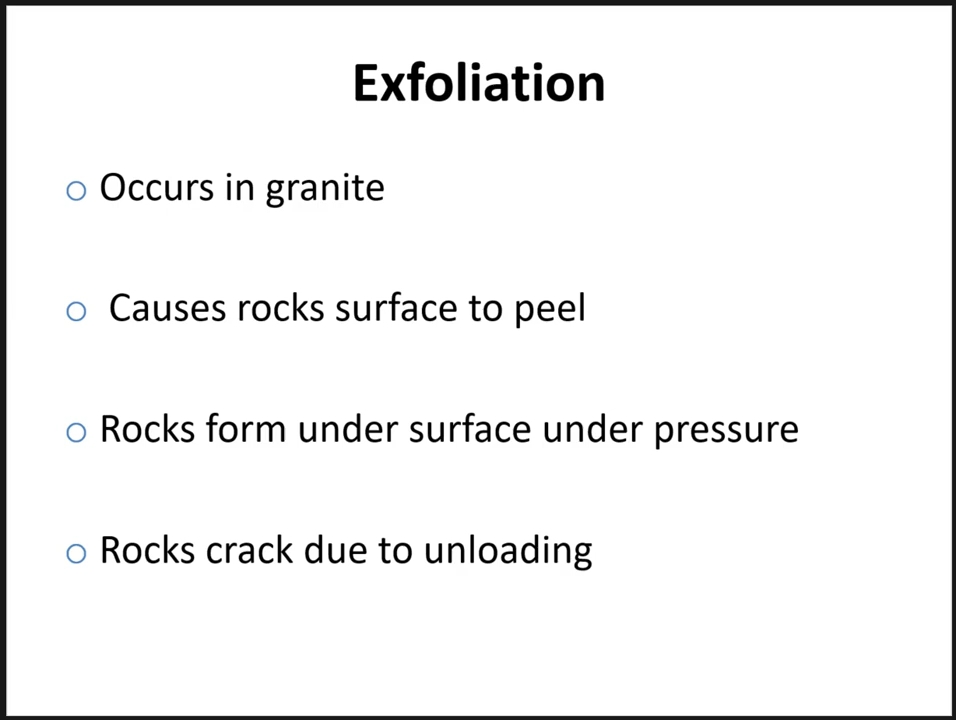 Exfoliation
Occurs in granite
Causes rocks surface to peel
Rocks form under surface under pressure
Rocks crack due to unloading